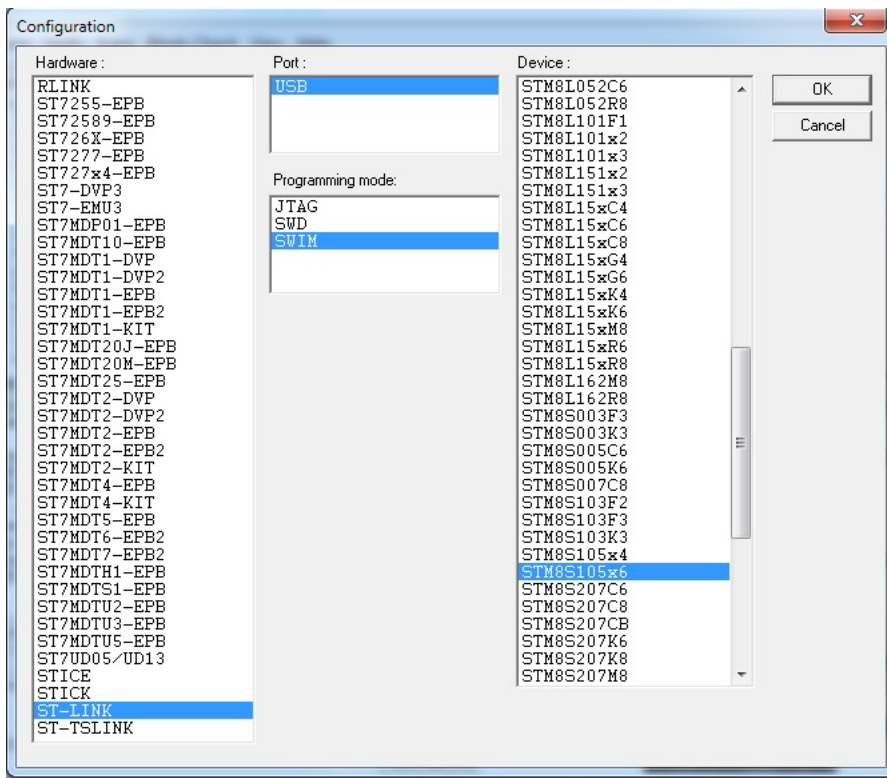 Configuration
Hardware :
RLINK
ST7255-EPB
ST72589-EPB
ST726X-EPB
ST7277-EPB
ST727x4-EPB
ST7-DVP3
ST7-EMU3
ST7MDP01-EPB
ST7MDT10-EPB
ST7MDT1-DVP
ST7MDT1-DVP2
ST7MDT1-EPB
ST7MDT1-EPB2
ST7MDT1-KIT
ST7MDT20J-EPB
ST7MDT20M-EPB
ST7MDT25-EPB
ST7MDT2-DVP
ST7MDT2-DVP2
ST7MDT2-EPB
ST7MDT2-EPB2
ST7MDT2-KIT
ST7MDT4-EPB
ST7MDT4-KIT
ST7MDT5-EPB
ST7MDT6-EPB2
ST7MDT7-EPB2
ST7MDTH1-EPB
ST7MDTS1-EPB
ST7MDTU2-EPB
ST7MDTU3-EPB
ST7MDTU5-EPB
ST7UD05/UD13
STICE
STICK
ST-LINK
ST-TSLINK
Port :
USB
Programming mode:
JTAG
SWD
SWIM
Device :
STM8L052C6
STM8L052R8
STM8L101F1
STM8L101x2
STM8L101x3
STM8L151x2
STM8L151x3
STM8L15xC4
STM8L15xC6
STM8L15xC8
STM8L15xG4
STM8L15xG6
STM8L15xK4
STM8L15xK6
STM8L15xM8
STM8L15xR6
STM8L15xR8
STM8L162M8
STM8L162R8
STM8S003F3
STM8S003K3
STM8S005C6
STM8S005K6
STM8S007C8
STM8S103F2
STM8S103F3
STM8S103K3
STM8S105x4
STM8S105x6
STM8S207C6
STM8S207C8
STM8S207CB
STM8S207K6
STM8S207K8
STM8S207M8
OK
Cancel